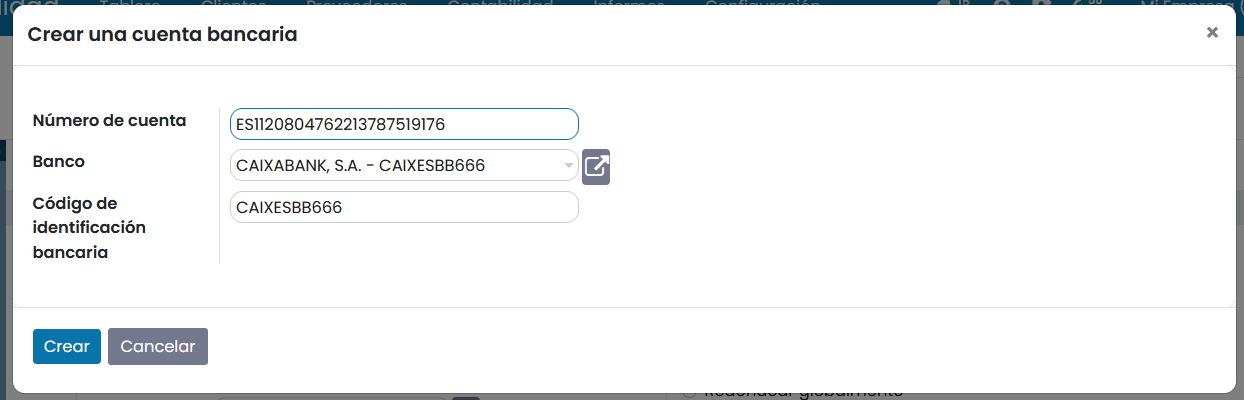 Crear una cuenta bancaria
×
Número de cuenta
ES1120804762213787519176
Banco
CAIXABANK, S.A. - CAIXESBB666
Código de
identificación
bancaria
CAIXESBB666
Crear
Cancelar